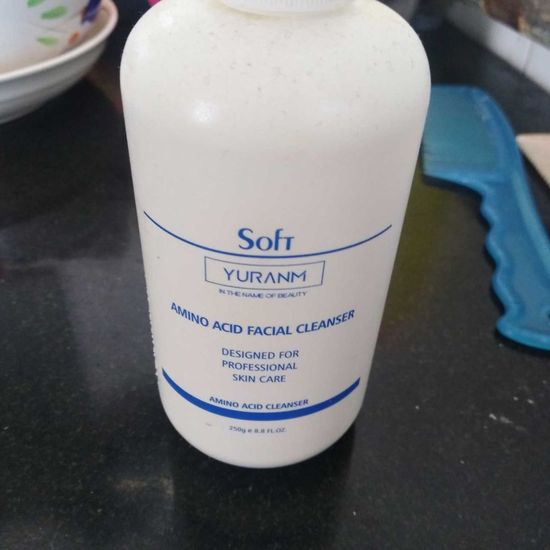 Soft
YURANM
IN THE NAME OF BEAUTY
AMINO ACID FACIAL CLEANSER
DESIGNED FOR
PROFESSIONAL
SKIN CARE
AMINO ACID CLEANSER
250g e 8.8 FL.OZ.